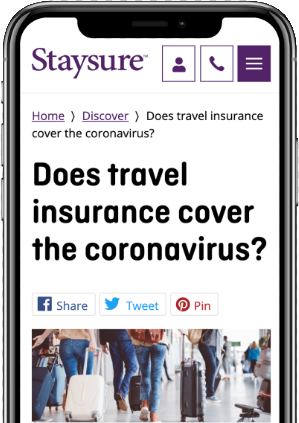 Staysure™
Home 〉 Discover 〉 Does travel insurance
cover the coronavirus?
Does travel
insurance cover
the coronavirus?
Share Tweet Pin